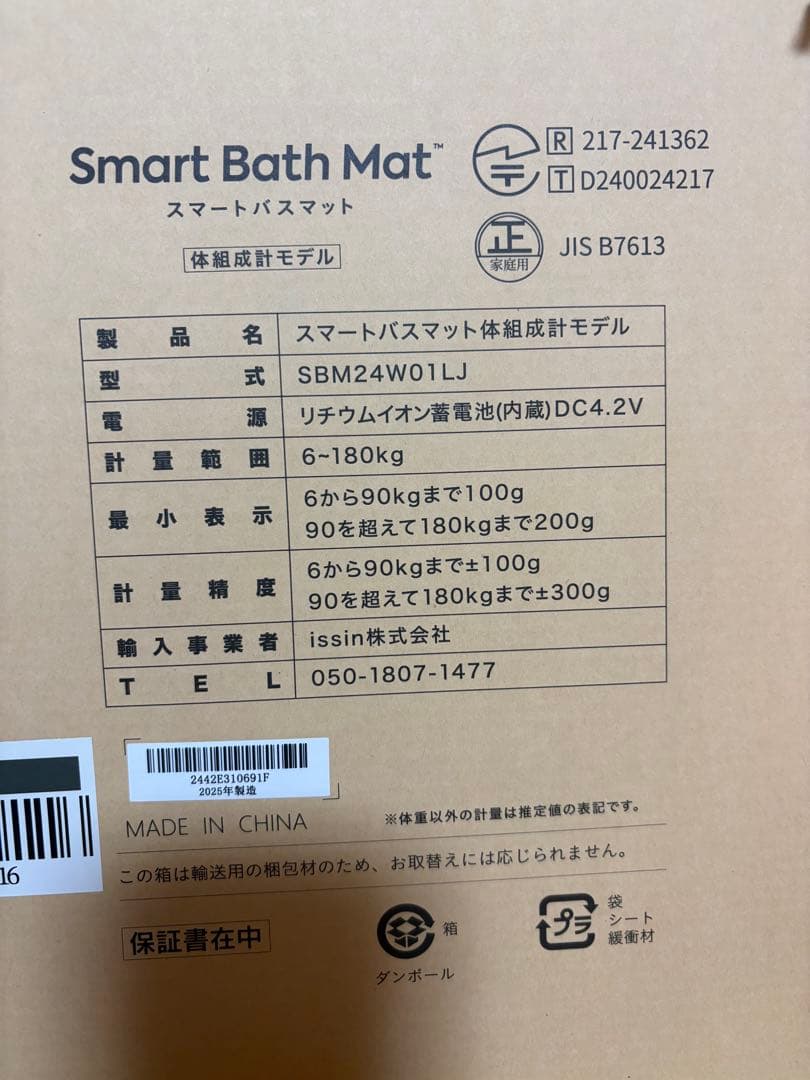 Smart Bath Mat™
スマートバスマット
体組成計モデル
R 217-241362
T D240024217
正
家庭用
JIS B7613
製品名 スマートバスマット体組成計モデル
型式 SBM24W01LJ
電源 リチウムイオン蓄電池(内蔵)DC4.2V
計量範囲 6~180kg
最小表示 6から90kgまで100g
90を超えて180kgまで200g
計量精度 6から90kgまで±100g
90を超えて180kgまで±300g
輸入事業者 issin株式会社
TEL 050-1807-1477
2442E310691F
2025年製造
16
MADE IN CHINA
※体重以外の計量は推定値の表記です。
この箱は輸送用の梱包材のため、お取替えには応じられません。
保証書在中
箱
ダンボール
プラ
袋
シート
緩衝材